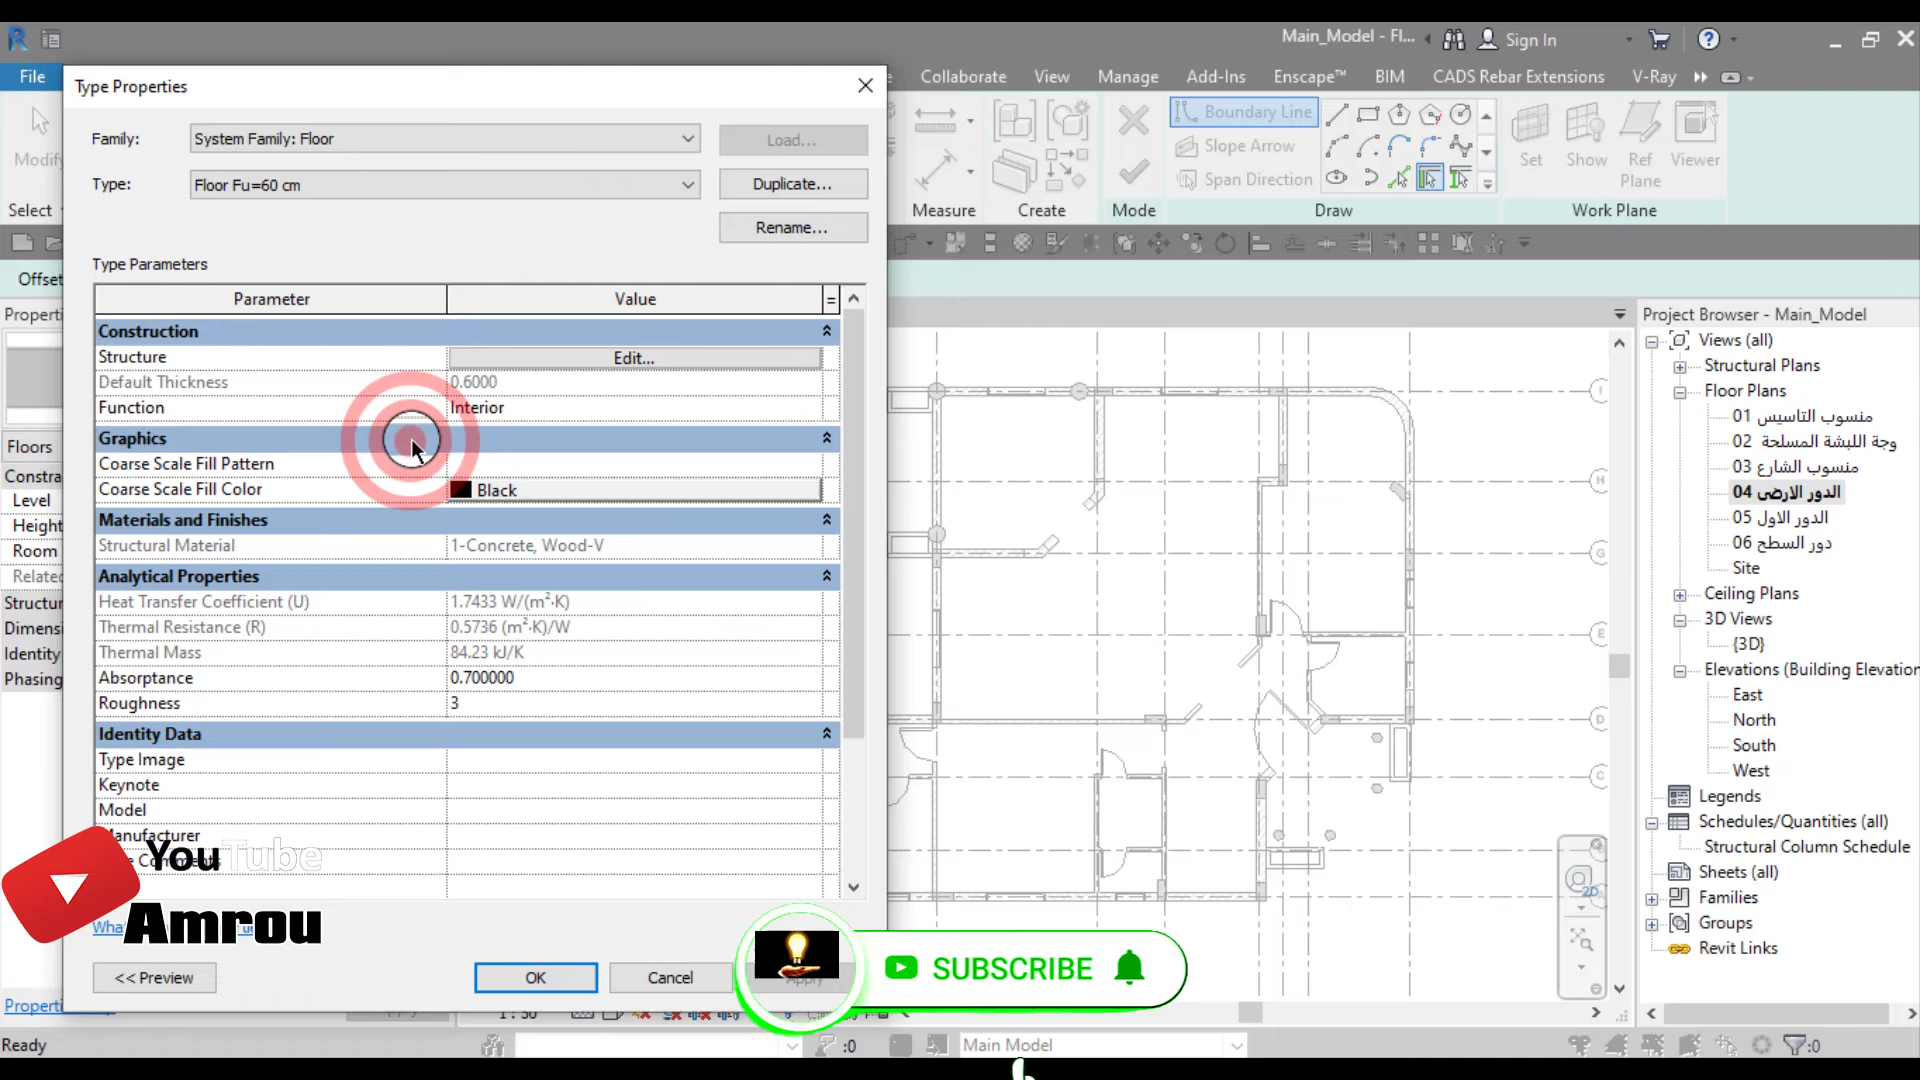 Main_Model - Fl...
Sign In
File
Collaborate
View
Manage
Add-Ins
Enscape™
BIM
CADS Rebar Extensions
V-Ray
Type Properties
Family:
System Family: Floor
Load...
Type:
Floor Fu=60 cm
Duplicate...
Rename...
Type Parameters
Parameter
Value
=
Construction
Structure
Edit...
Default Thickness
0.6000
Function
Interior
Graphics
Coarse Scale Fill Pattern
Coarse Scale Fill Color
Black
Materials and Finishes
Structural Material
1-Concrete, Wood-V
Analytical Properties
Heat Transfer Coefficient (U)
1.7433 W/(m²·K)
Thermal Resistance (R)
0.5736 (m²·K)/W
Thermal Mass
84.23 kJ/K
Absorptance
0.700000
Roughness
3
Identity Data
Type Image
Keynote
Model
Manufacturer
<< Preview
OK
Cancel
Apply
YouTube
Amrou
SUBSCRIBE
Modify
Select
Boundary Line
Slope Arrow
Span Direction
Set
Show
Ref
Plane
Viewer
Measure
Create
Mode
Draw
Work Plane
Offset
Properti
Floors
Constra
Level
Height
Room
Relate
Structur
Dimens
Identity
Phasing
Propert
I
H
G
E
D
C
2D
Project Browser - Main_Model
Views (all)
Structural Plans
Floor Plans
01 منسوب التاسيس
02 وجة اللبشة المسلحة
03 منسوب الشارع
04 الدور الارضى
05 الدور الاول
06 دور السطح
Site
Ceiling Plans
3D Views
{3D}
Elevations (Building Elevation
East
North
South
West
Legends
Schedules/Quantities (all)
Structural Column Schedule
Sheets (all)
Families
Groups
Revit Links
Ready
:0
Main Model
:0